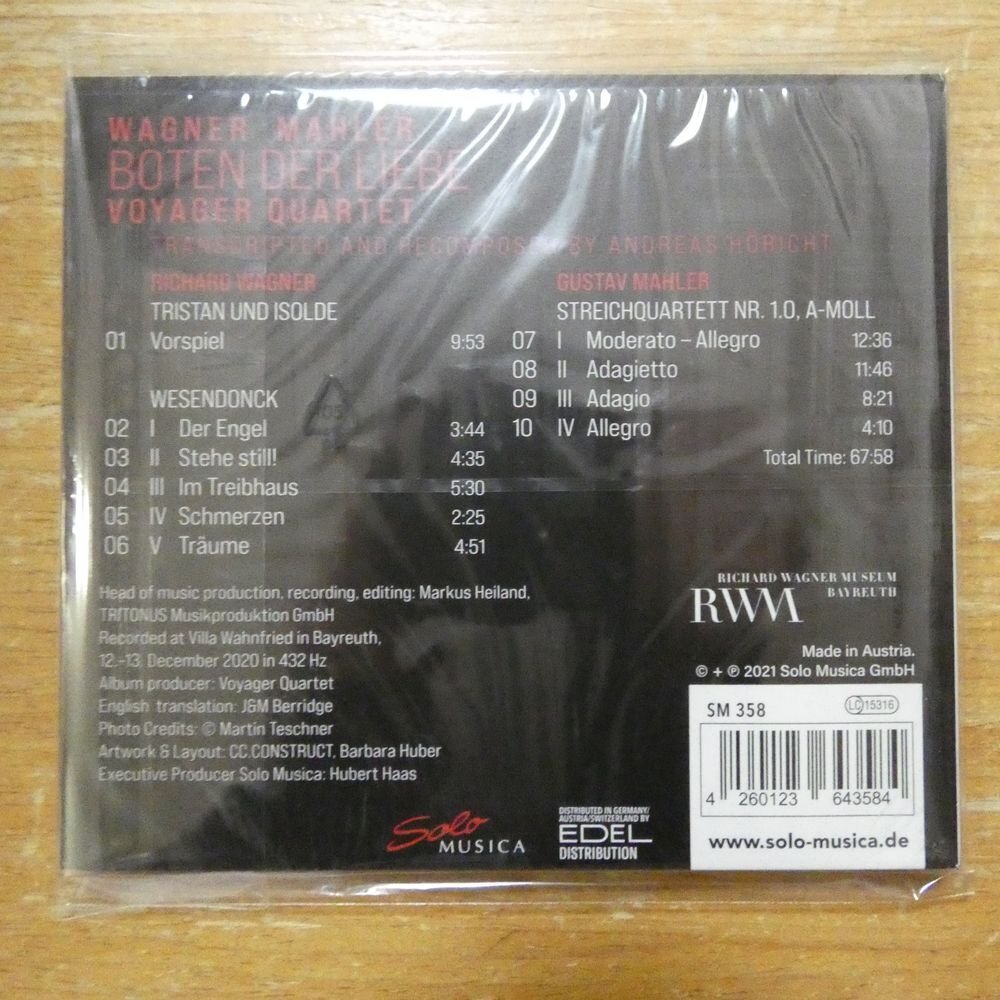 WAGNER MAHLER
BOTEN DER LIEBE
VOYAGER QUARTET
TRANSCRIPTED AND RECOMPOSED BY ANDREAS HÖRICHT
RICHARD WAGNER
TRISTAN UND ISOLDE
01 Vorspiel 9:53
WESENDONCK
02 I Der Engel 3:44
03 II Stehe still! 4:35
04 III Im Treibhaus 5:30
05 IV Schmerzen 2:25
06 V Träume 4:51
GUSTAV MAHLER
STREICHQUARTETT NR. 1.0, A-MOLL
07 I Moderato – Allegro 12:36
08 II Adagietto 11:46
09 III Adagio 8:21
10 IV Allegro 4:10
Total Time: 67:58
Head of music production, recording, editing: Markus Heiland,
TRITONUS Musikproduktion GmbH
Recorded at Villa Wahnfried in Bayreuth,
12.-13. December 2020 in 432 Hz
Album producer: Voyager Quartet
English translation: J&M Berridge
Photo Credits: © Martin Teschner
Artwork & Layout: CC.CONSTRUCT, Barbara Huber
Executive Producer Solo Musica: Hubert Haas
RICHARD WAGNER MUSEUM
BAYREUTH
RWM
Made in Austria.
© + ℗ 2021 Solo Musica GmbH
SM 358
LC 15316
4 260123 643584
www.solo-musica.de
Solo
MUSICA
DISTRIBUTED IN GERMANY/
AUSTRIA/SWITZERLAND BY
EDEL
DISTRIBUTION